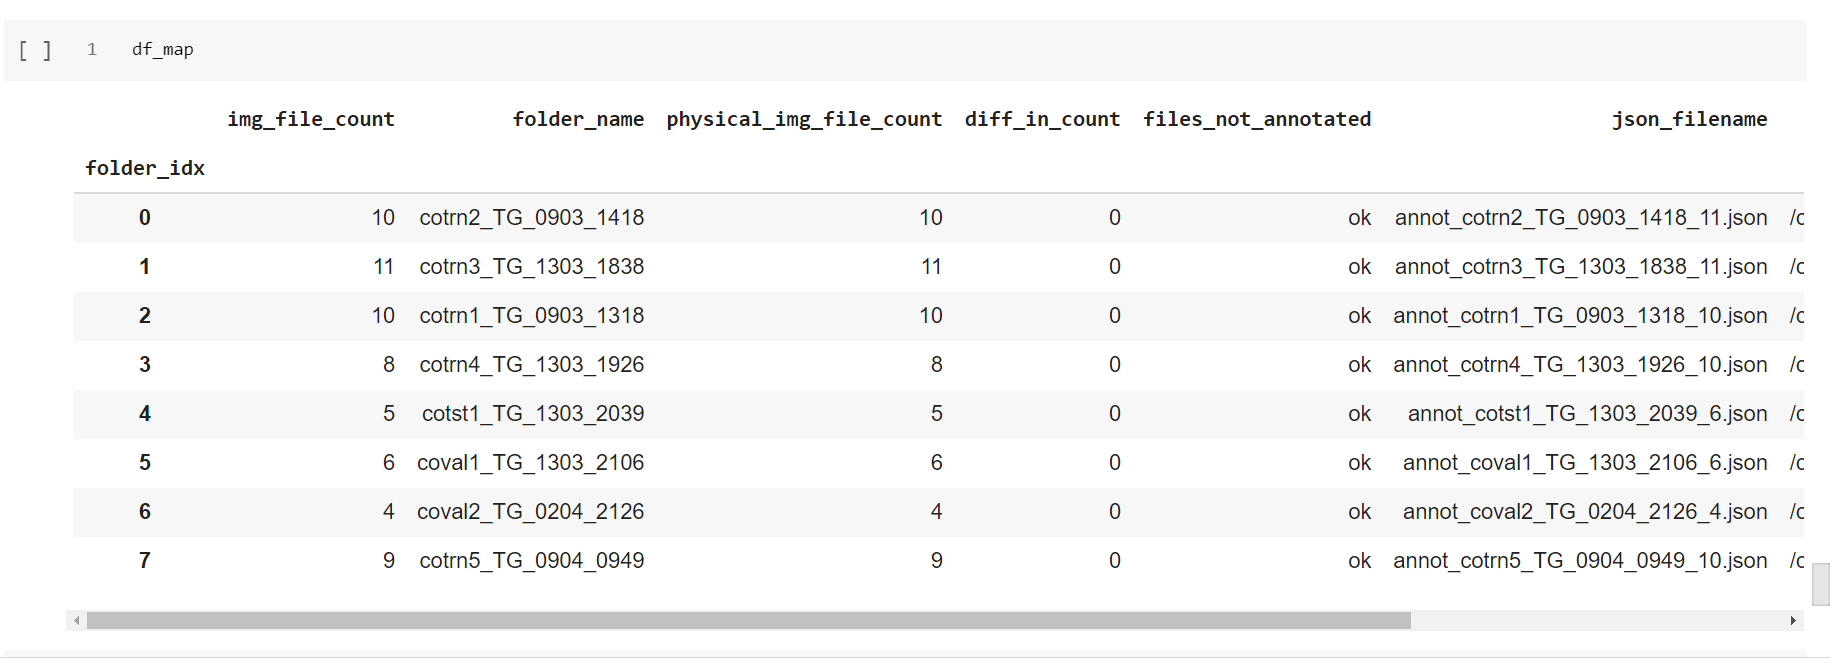 [ ] 1 df_map
img_file_count folder_name physical_img_file_count diff_in_count files_not_annotated json_filename
folder_idx
0 10 cotrn2_TG_0903_1418 10 0 ok annot_cotrn2_TG_0903_1418_11.json /c
1 11 cotrn3_TG_1303_1838 11 0 ok annot_cotrn3_TG_1303_1838_11.json /c
2 10 cotrn1_TG_0903_1318 10 0 ok annot_cotrn1_TG_0903_1318_10.json /c
3 8 cotrn4_TG_1303_1926 8 0 ok annot_cotrn4_TG_1303_1926_10.json /c
4 5 cotst1_TG_1303_2039 5 0 ok annot_cotst1_TG_1303_2039_6.json /c
5 6 coval1_TG_1303_2106 6 0 ok annot_coval1_TG_1303_2106_6.json /c
6 4 coval2_TG_0204_2126 4 0 ok annot_coval2_TG_0204_2126_4.json /c
7 9 cotrn5_TG_0904_0949 9 0 ok annot_cotrn5_TG_0904_0949_10.json /c